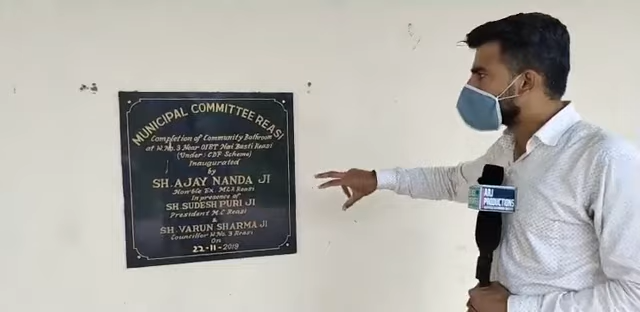 MUNICIPAL COMMITTEE REASI
Completion of Community Bathroom
at W.No. 3 Near OIBT Nai Basti Reasi
(Under: CDF Scheme)
Inaugurated
by
SH. AJAY NANDA JI
Hon'ble Ex. MLA Reasi
In presence of
SH. SUDESH PURI JI
President M.C Reasi
&
SH. VARUN SHARMA JI
Councillor W.No. 3 Reasi
On
22-11-2019
ARJ
PRODUCTIONS